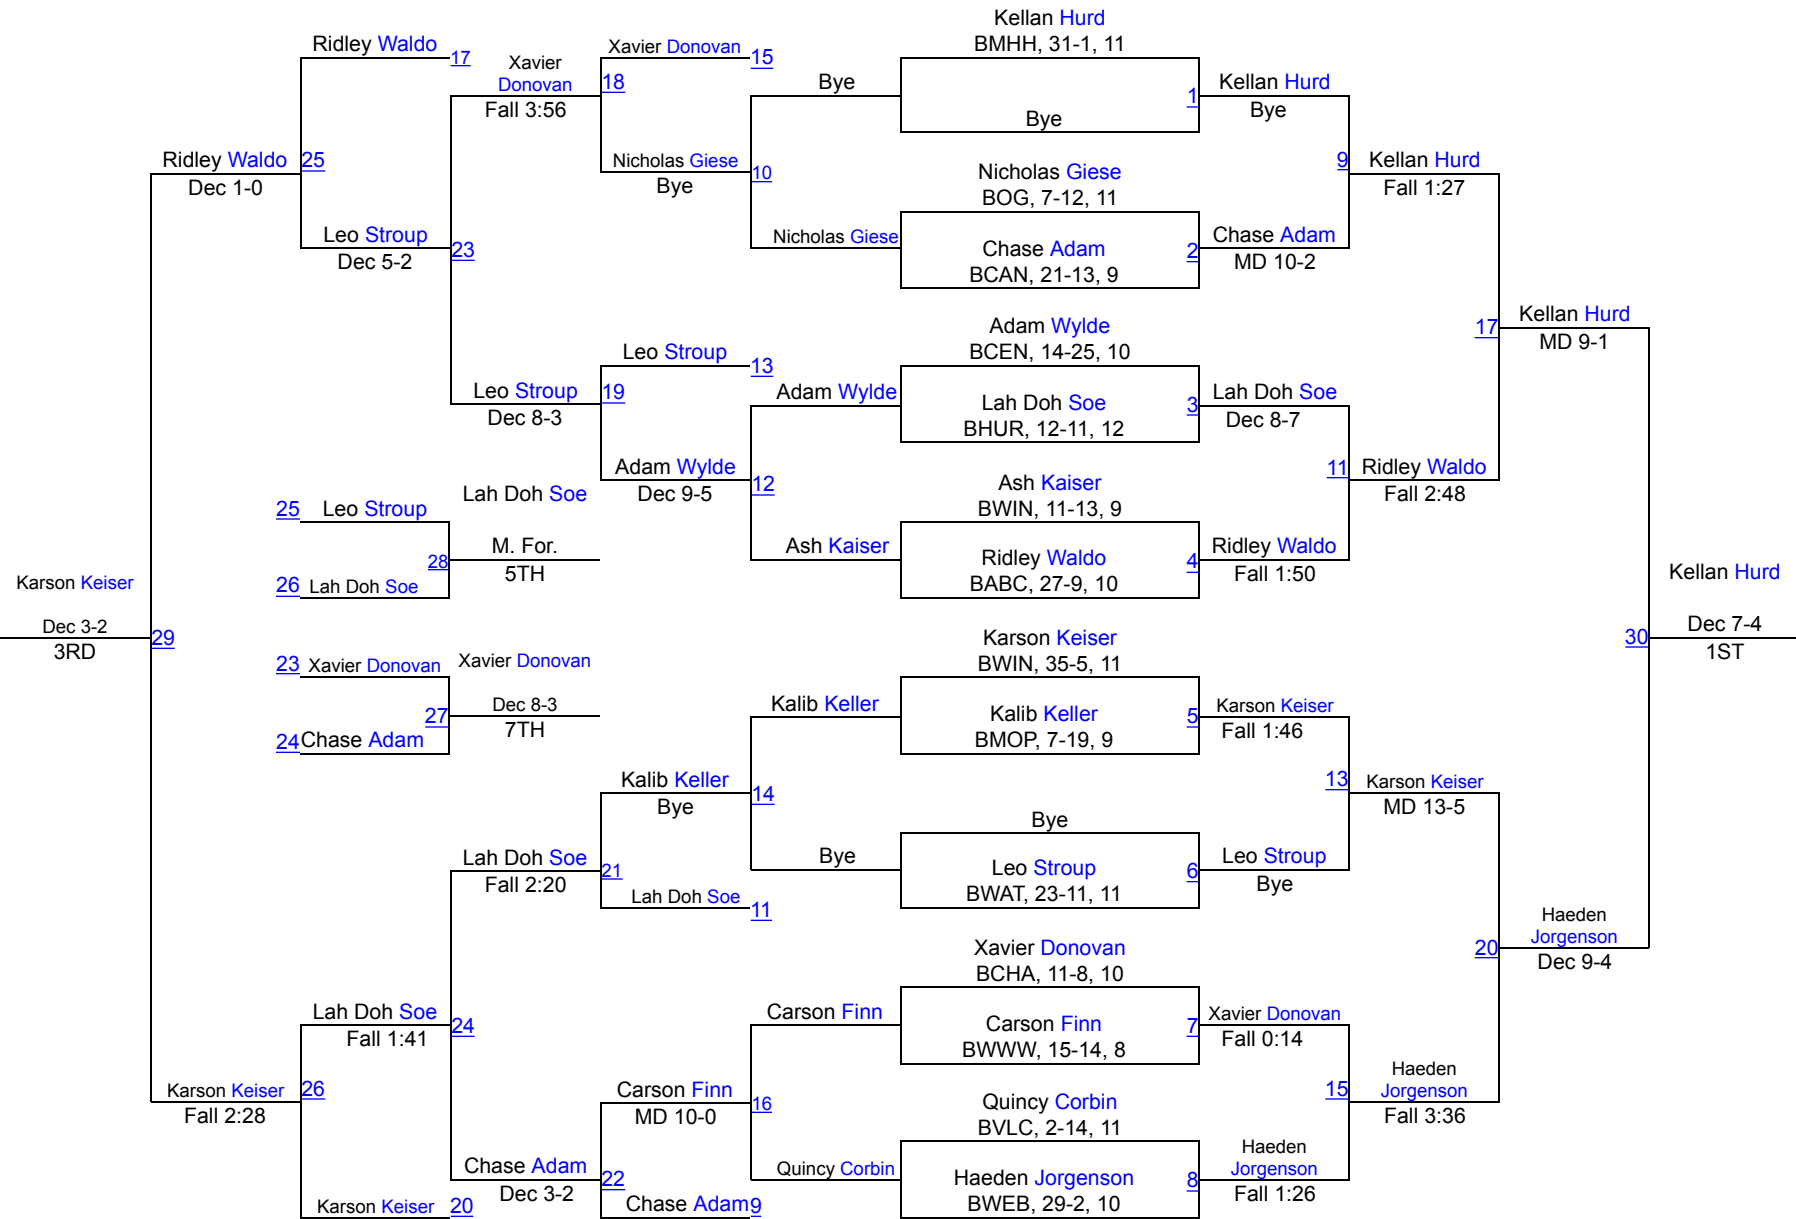 Kellan Hurd
BMHH, 31-1, 11
Ridley Waldo
17
Xavier
Donovan
Fall 3:56
Xavier Donovan
15
18
Bye
1
Kellan Hurd
Bye
Bye
Ridley Waldo
25
Dec 1-0
Nicholas Giese
10
Bye
Nicholas Giese
BOG, 7-12, 11
9
Kellan Hurd
Fall 1:27
Leo Stroup
23
Dec 5-2
Nicholas Giese
Chase Adam
BCAN, 21-13, 9
2
Chase Adam
MD 10-2
Adam Wylde
BCEN, 14-25, 10
17
Kellan Hurd
MD 9-1
Leo Stroup
13
Leo Stroup
19
Dec 8-3
Adam Wylde
Lah Doh Soe
BHUR, 12-11, 12
3
Lah Doh Soe
Dec 8-7
Adam Wylde
12
Dec 9-5
Ash Kaiser
BWIN, 11-13, 9
11
Ridley Waldo
Fall 2:48
25
Leo Stroup
Lah Doh Soe
28
M. For.
5TH
26
Lah Doh Soe
Ash Kaiser
Ridley Waldo
BABC, 27-9, 10
4
Ridley Waldo
Fall 1:50
Karson Keiser
Dec 3-2
29
3RD
Kellan Hurd
30
Dec 7-4
1ST
Karson Keiser
BWIN, 35-5, 11
23
Xavier Donovan
Xavier Donovan
27
Dec 8-3
7TH
24
Chase Adam
Kalib Keller
Kalib Keller
BMOP, 7-19, 9
5
Karson Keiser
Fall 1:46
Kalib Keller
14
Bye
13
Karson Keiser
MD 13-5
Bye
Lah Doh Soe
21
Fall 2:20
Bye
Leo Stroup
BWAT, 23-11, 11
6
Leo Stroup
Bye
Lah Doh Soe
11
Xavier Donovan
BCHA, 11-8, 10
20
Haeden
Jorgenson
Dec 9-4
Lah Doh Soe
24
Fall 1:41
Carson Finn
Carson Finn
BWWW, 15-14, 8
7
Xavier Donovan
Fall 0:14
Karson Keiser
26
Fall 2:28
Carson Finn
16
MD 10-0
Quincy Corbin
BVLC, 2-14, 11
15
Haeden
Jorgenson
Fall 3:36
Chase Adam
22
Dec 3-2
Quincy Corbin
Haeden Jorgenson
BWEB, 29-2, 10
8
Haeden
Jorgenson
Fall 1:26
Karson Keiser
20
Chase Adam
9